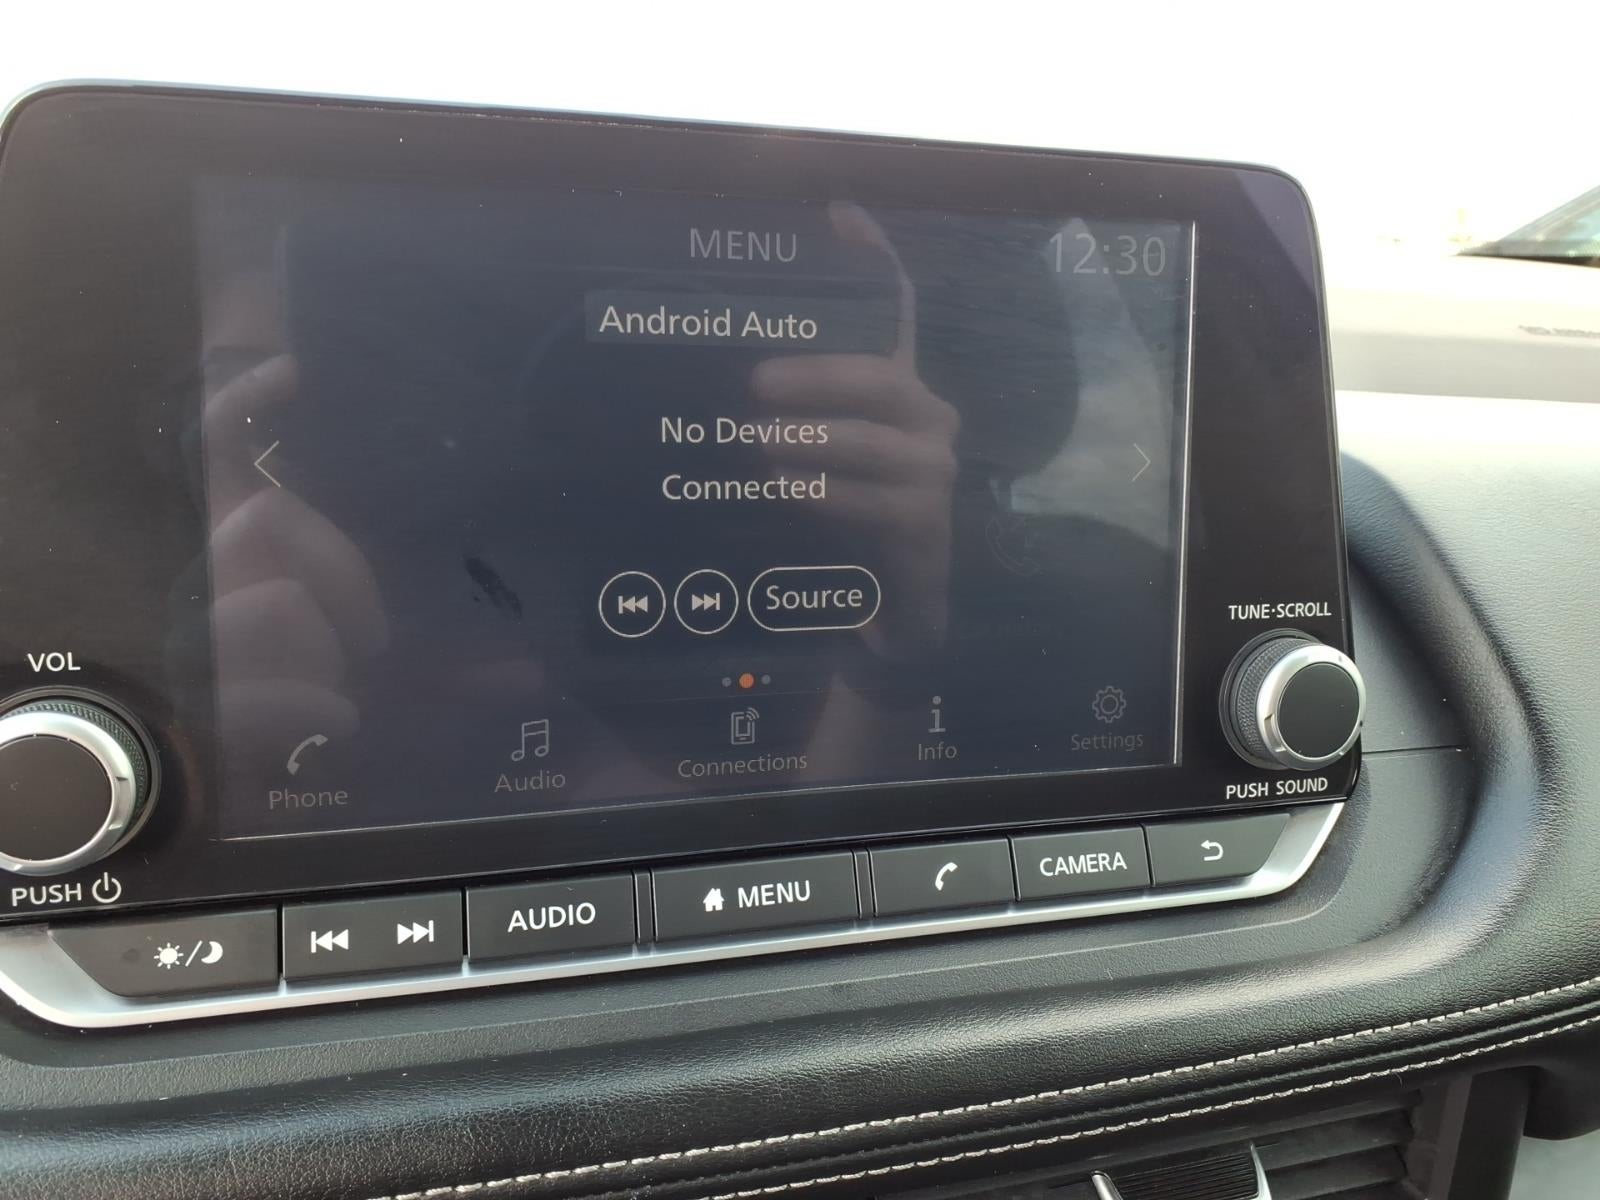 MENU
12:30
Android Auto
No Devices
Connected
Source
Phone
Audio
Connections
Info
Settings
VOL
PUSH
TUNE·SCROLL
PUSH SOUND
AUDIO
MENU
CAMERA